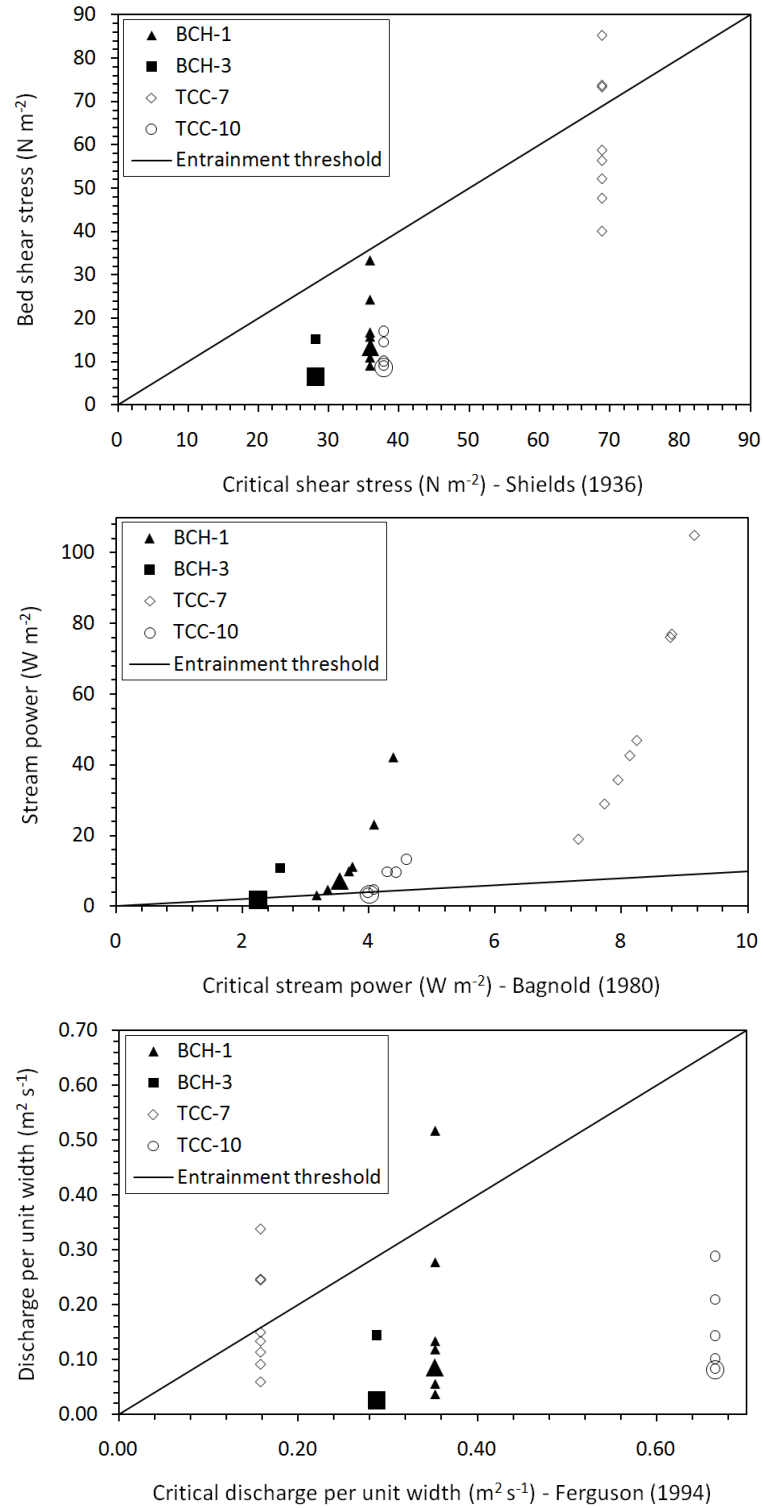 90
80
70
60
50
40
30
20
10
0
Bed shear stress (N m⁻²)
BCH-1
BCH-3
TCC-7
TCC-10
Entrainment threshold
0 10 20 30 40 50 60 70 80 90
Critical shear stress (N m⁻²) - Shields (1936)
100
80
60
40
20
0
Stream power (W m⁻²)
BCH-1
BCH-3
TCC-7
TCC-10
Entrainment threshold
0 2 4 6 8 10
Critical stream power (W m⁻²) - Bagnold (1980)
0.70
0.60
0.50
0.40
0.30
0.20
0.10
0.00
Discharge per unit width (m² s⁻¹)
BCH-1
BCH-3
TCC-7
TCC-10
Entrainment threshold
0.00 0.20 0.40 0.60
Critical discharge per unit width (m² s⁻¹) - Ferguson (1994)